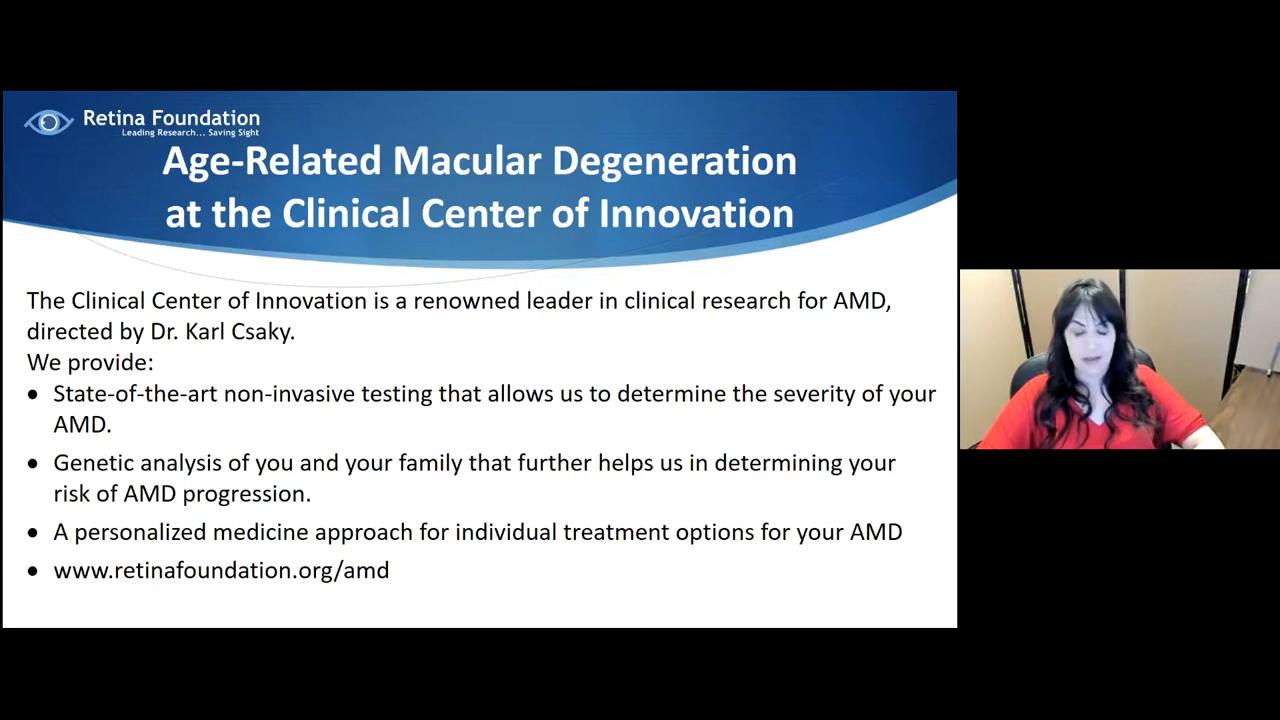 Retina Foundation
Leading Research... Saving Sight
Age-Related Macular Degeneration
at the Clinical Center of Innovation
The Clinical Center of Innovation is a renowned leader in clinical research for AMD,
directed by Dr. Karl Csaky.
We provide:
• State-of-the-art non-invasive testing that allows us to determine the severity of your
AMD.
• Genetic analysis of you and your family that further helps us in determining your
risk of AMD progression.
• A personalized medicine approach for individual treatment options for your AMD
• www.retinafoundation.org/amd